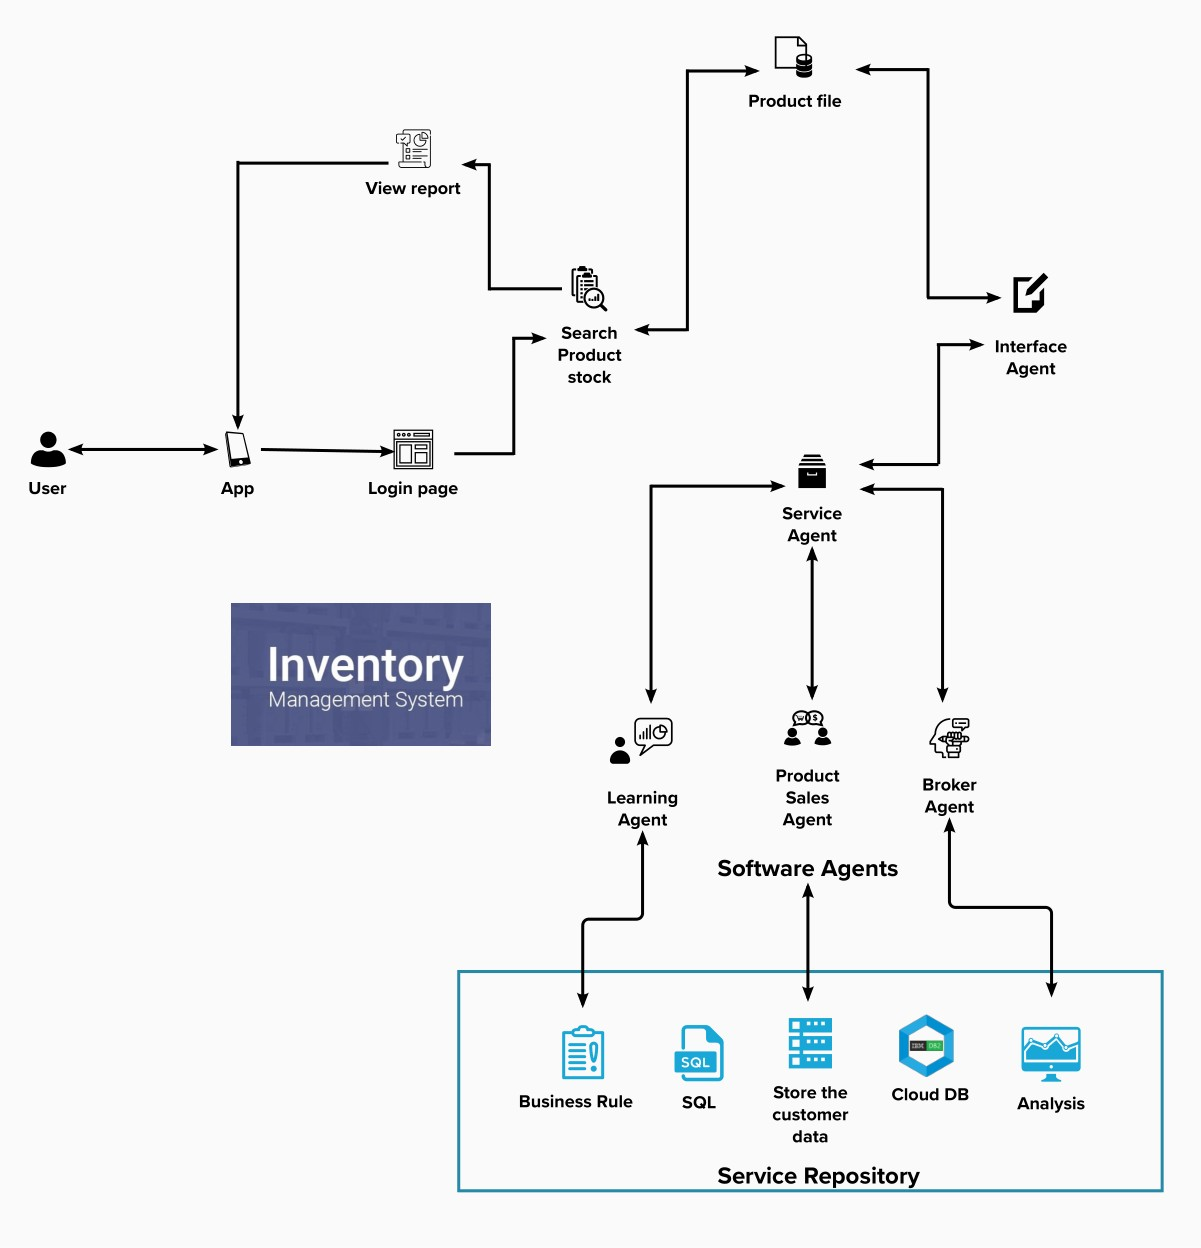 Product file
View report
Search
Product
stock
Interface
Agent
User
App
Login page
Service
Agent
Inventory
Management System
W $
Learning
Agent
Product
Sales
Agent
Broker
Agent
Software Agents
SQL
IBM DB2
Business Rule
SQL
Store the
customer
data
Cloud DB
Analysis
Service Repository